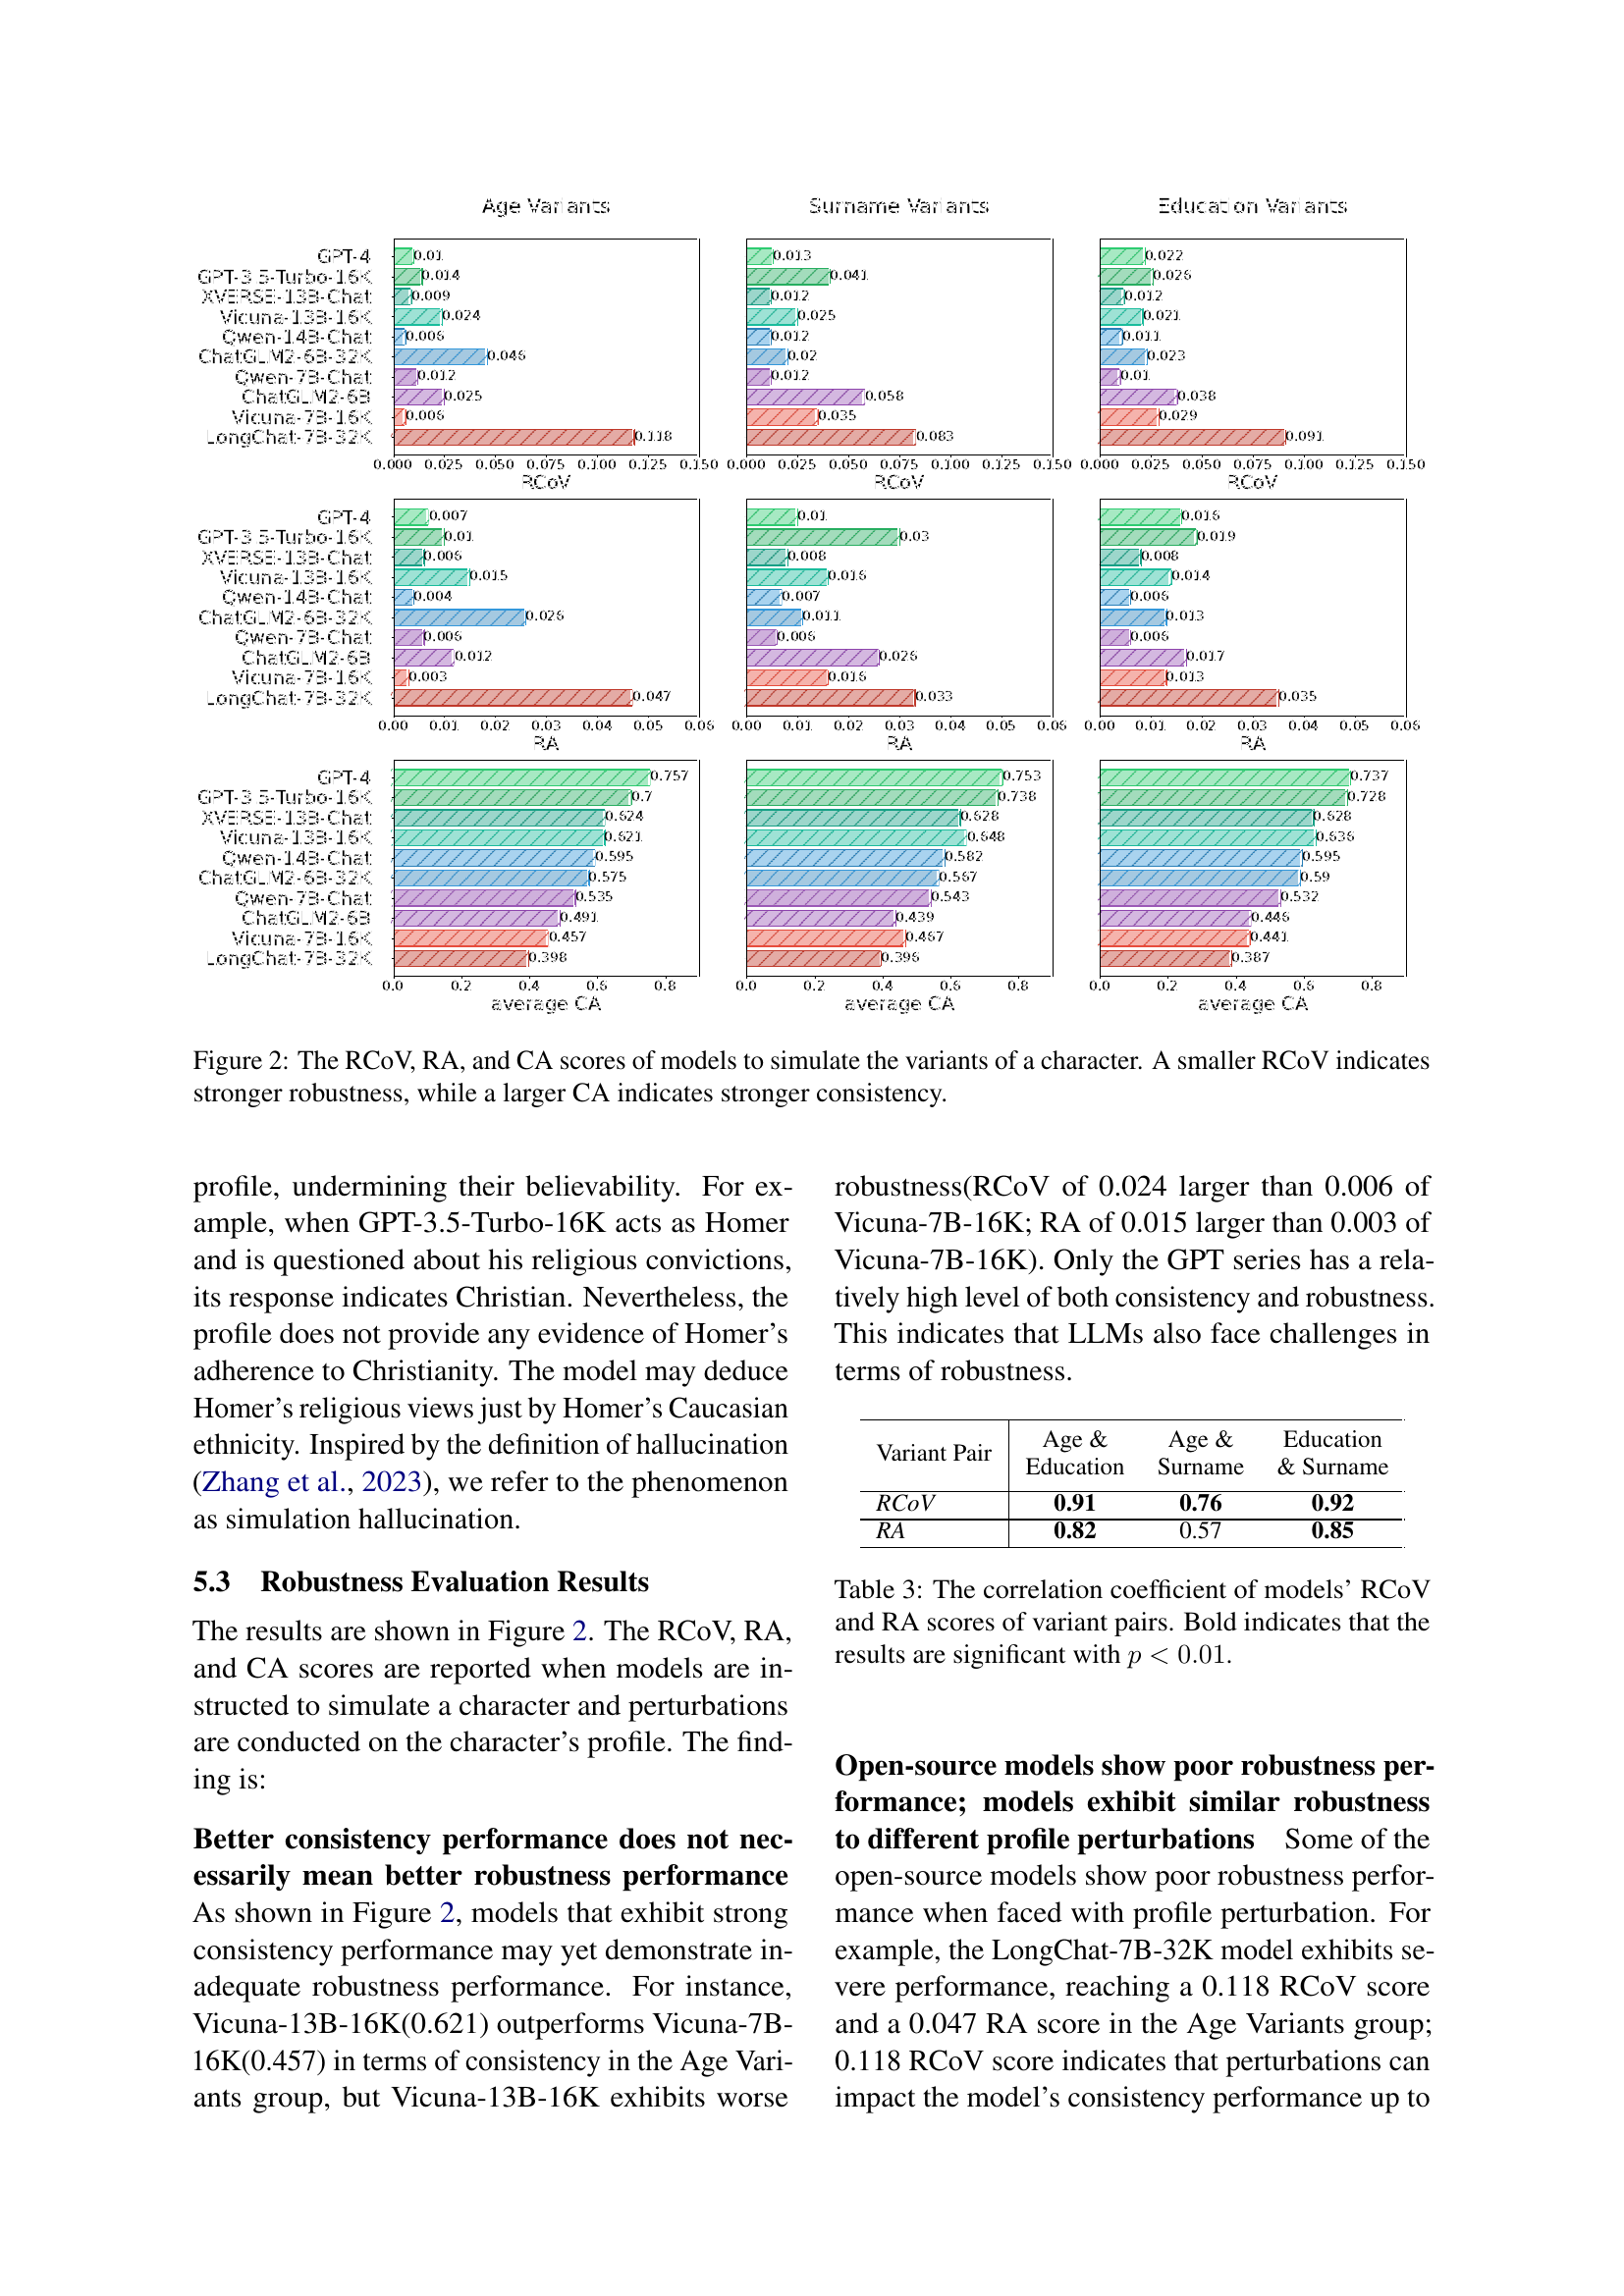 Age Variants
Surname Variants
Education Variants
GPT-4 0.01 0.013 0.022
GPT-3.5-Turbo-16K 0.014 0.041 0.026
XVERSE-13B-Chat 0.009 0.012 0.012
Vicuna-13B-16K 0.024 0.025 0.021
Qwen-14B-Chat 0.006 0.012 0.011
ChatGLM2-6B-32K 0.046 0.02 0.023
Qwen-7B-Chat 0.012 0.012 0.01
ChatGLM2-6B 0.025 0.058 0.038
Vicuna-7B-16K 0.006 0.035 0.029
LongChat-7B-32K 0.118 0.083 0.091
0.000 0.025 0.050 0.075 0.100 0.125 0.150 0.000 0.025 0.050 0.075 0.100 0.125 0.150 0.000 0.025 0.050 0.075 0.100 0.125 0.150
RCoV RCoV RCoV
GPT-4 0.007 0.01 0.016
GPT-3.5-Turbo-16K 0.01 0.03 0.019
XVERSE-13B-Chat 0.006 0.008 0.008
Vicuna-13B-16K 0.015 0.016 0.014
Qwen-14B-Chat 0.004 0.007 0.006
ChatGLM2-6B-32K 0.026 0.011 0.013
Qwen-7B-Chat 0.006 0.006 0.006
ChatGLM2-6B 0.012 0.026 0.017
Vicuna-7B-16K 0.003 0.016 0.013
LongChat-7B-32K 0.047 0.033 0.035
0.00 0.01 0.02 0.03 0.04 0.05 0.06 0.00 0.01 0.02 0.03 0.04 0.05 0.06 0.00 0.01 0.02 0.03 0.04 0.05 0.06
RA RA RA
GPT-4 0.757 0.753 0.737
GPT-3.5-Turbo-16K 0.7 0.738 0.728
XVERSE-13B-Chat 0.624 0.628 0.628
Vicuna-13B-16K 0.621 0.648 0.636
Qwen-14B-Chat 0.595 0.582 0.595
ChatGLM2-6B-32K 0.575 0.567 0.59
Qwen-7B-Chat 0.535 0.543 0.532
ChatGLM2-6B 0.491 0.439 0.446
Vicuna-7B-16K 0.457 0.467 0.441
LongChat-7B-32K 0.398 0.396 0.387
0.0 0.2 0.4 0.6 0.8 0.0 0.2 0.4 0.6 0.8 0.0 0.2 0.4 0.6 0.8
average CA average CA average CA
Figure 2: The RCoV, RA, and CA scores of models to simulate the variants of a character. A smaller RCoV indicates
stronger robustness, while a larger CA indicates stronger consistency.
profile, undermining their believability. For ex-
ample, when GPT-3.5-Turbo-16K acts as Homer
and is questioned about his religious convictions,
its response indicates Christian. Nevertheless, the
profile does not provide any evidence of Homer's
adherence to Christianity. The model may deduce
Homer's religious views just by Homer's Caucasian
ethnicity. Inspired by the definition of hallucination
(Zhang et al., 2023), we refer to the phenomenon
as simulation hallucination.
5.3 Robustness Evaluation Results
The results are shown in Figure 2. The RCoV, RA,
and CA scores are reported when models are in-
structed to simulate a character and perturbations
are conducted on the character's profile. The find-
ing is:
Better consistency performance does not nec-
essarily mean better robustness performance
As shown in Figure 2, models that exhibit strong
consistency performance may yet demonstrate in-
adequate robustness performance. For instance,
Vicuna-13B-16K(0.621) outperforms Vicuna-7B-
16K(0.457) in terms of consistency in the Age Vari-
ants group, but Vicuna-13B-16K exhibits worse
robustness(RCoV of 0.024 larger than 0.006 of
Vicuna-7B-16K; RA of 0.015 larger than 0.003 of
Vicuna-7B-16K). Only the GPT series has a rela-
tively high level of both consistency and robustness.
This indicates that LLMs also face challenges in
terms of robustness.
Variant Pair Age & Education Age & Surname Education & Surname
RCoV 0.91 0.76 0.92
RA 0.82 0.57 0.85
Table 3: The correlation coefficient of models' RCoV
and RA scores of variant pairs. Bold indicates that the
results are significant with p < 0.01.
Open-source models show poor robustness per-
formance; models exhibit similar robustness
to different profile perturbations Some of the
open-source models show poor robustness perfor-
mance when faced with profile perturbation. For
example, the LongChat-7B-32K model exhibits se-
vere performance, reaching a 0.118 RCoV score
and a 0.047 RA score in the Age Variants group;
0.118 RCoV score indicates that perturbations can
impact the model's consistency performance up to